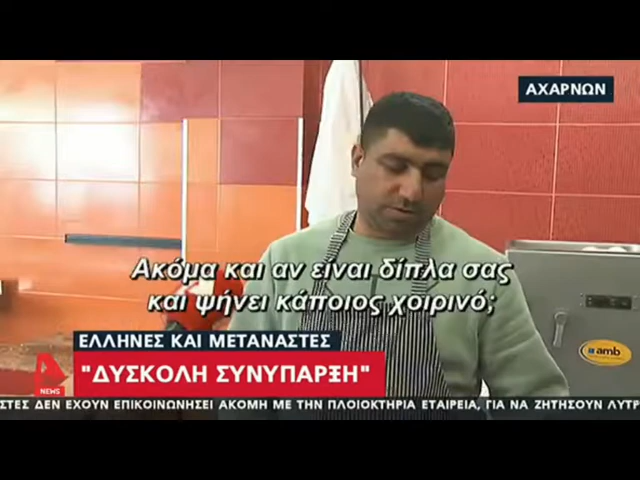 ΑΧΑΡΝΩΝ
Ακόμα και αν είναι δίπλα σας
και ψήνει κάποιος χοιρινό;
ΕΛΛΗΝΕΣ ΚΑΙ ΜΕΤΑΝΑΣΤΕΣ
"ΔΥΣΚΟΛΗ ΣΥΝΥΠΑΡΞΗ"
NEWS
amb
ΣΤΕΣ ΔΕΝ ΕΧΟΥΝ ΕΠΙΚΟΙΝΩΝΗΣΕΙ ΑΚΟΜΗ ΜΕ ΤΗΝ ΠΛΟΙΟΚΤΗΤΡΙΑ ΕΤΑΙΡΕΙΑ, ΓΙΑ ΝΑ ΖΗΤΗΣΟΥΝ ΛΥΤΡ